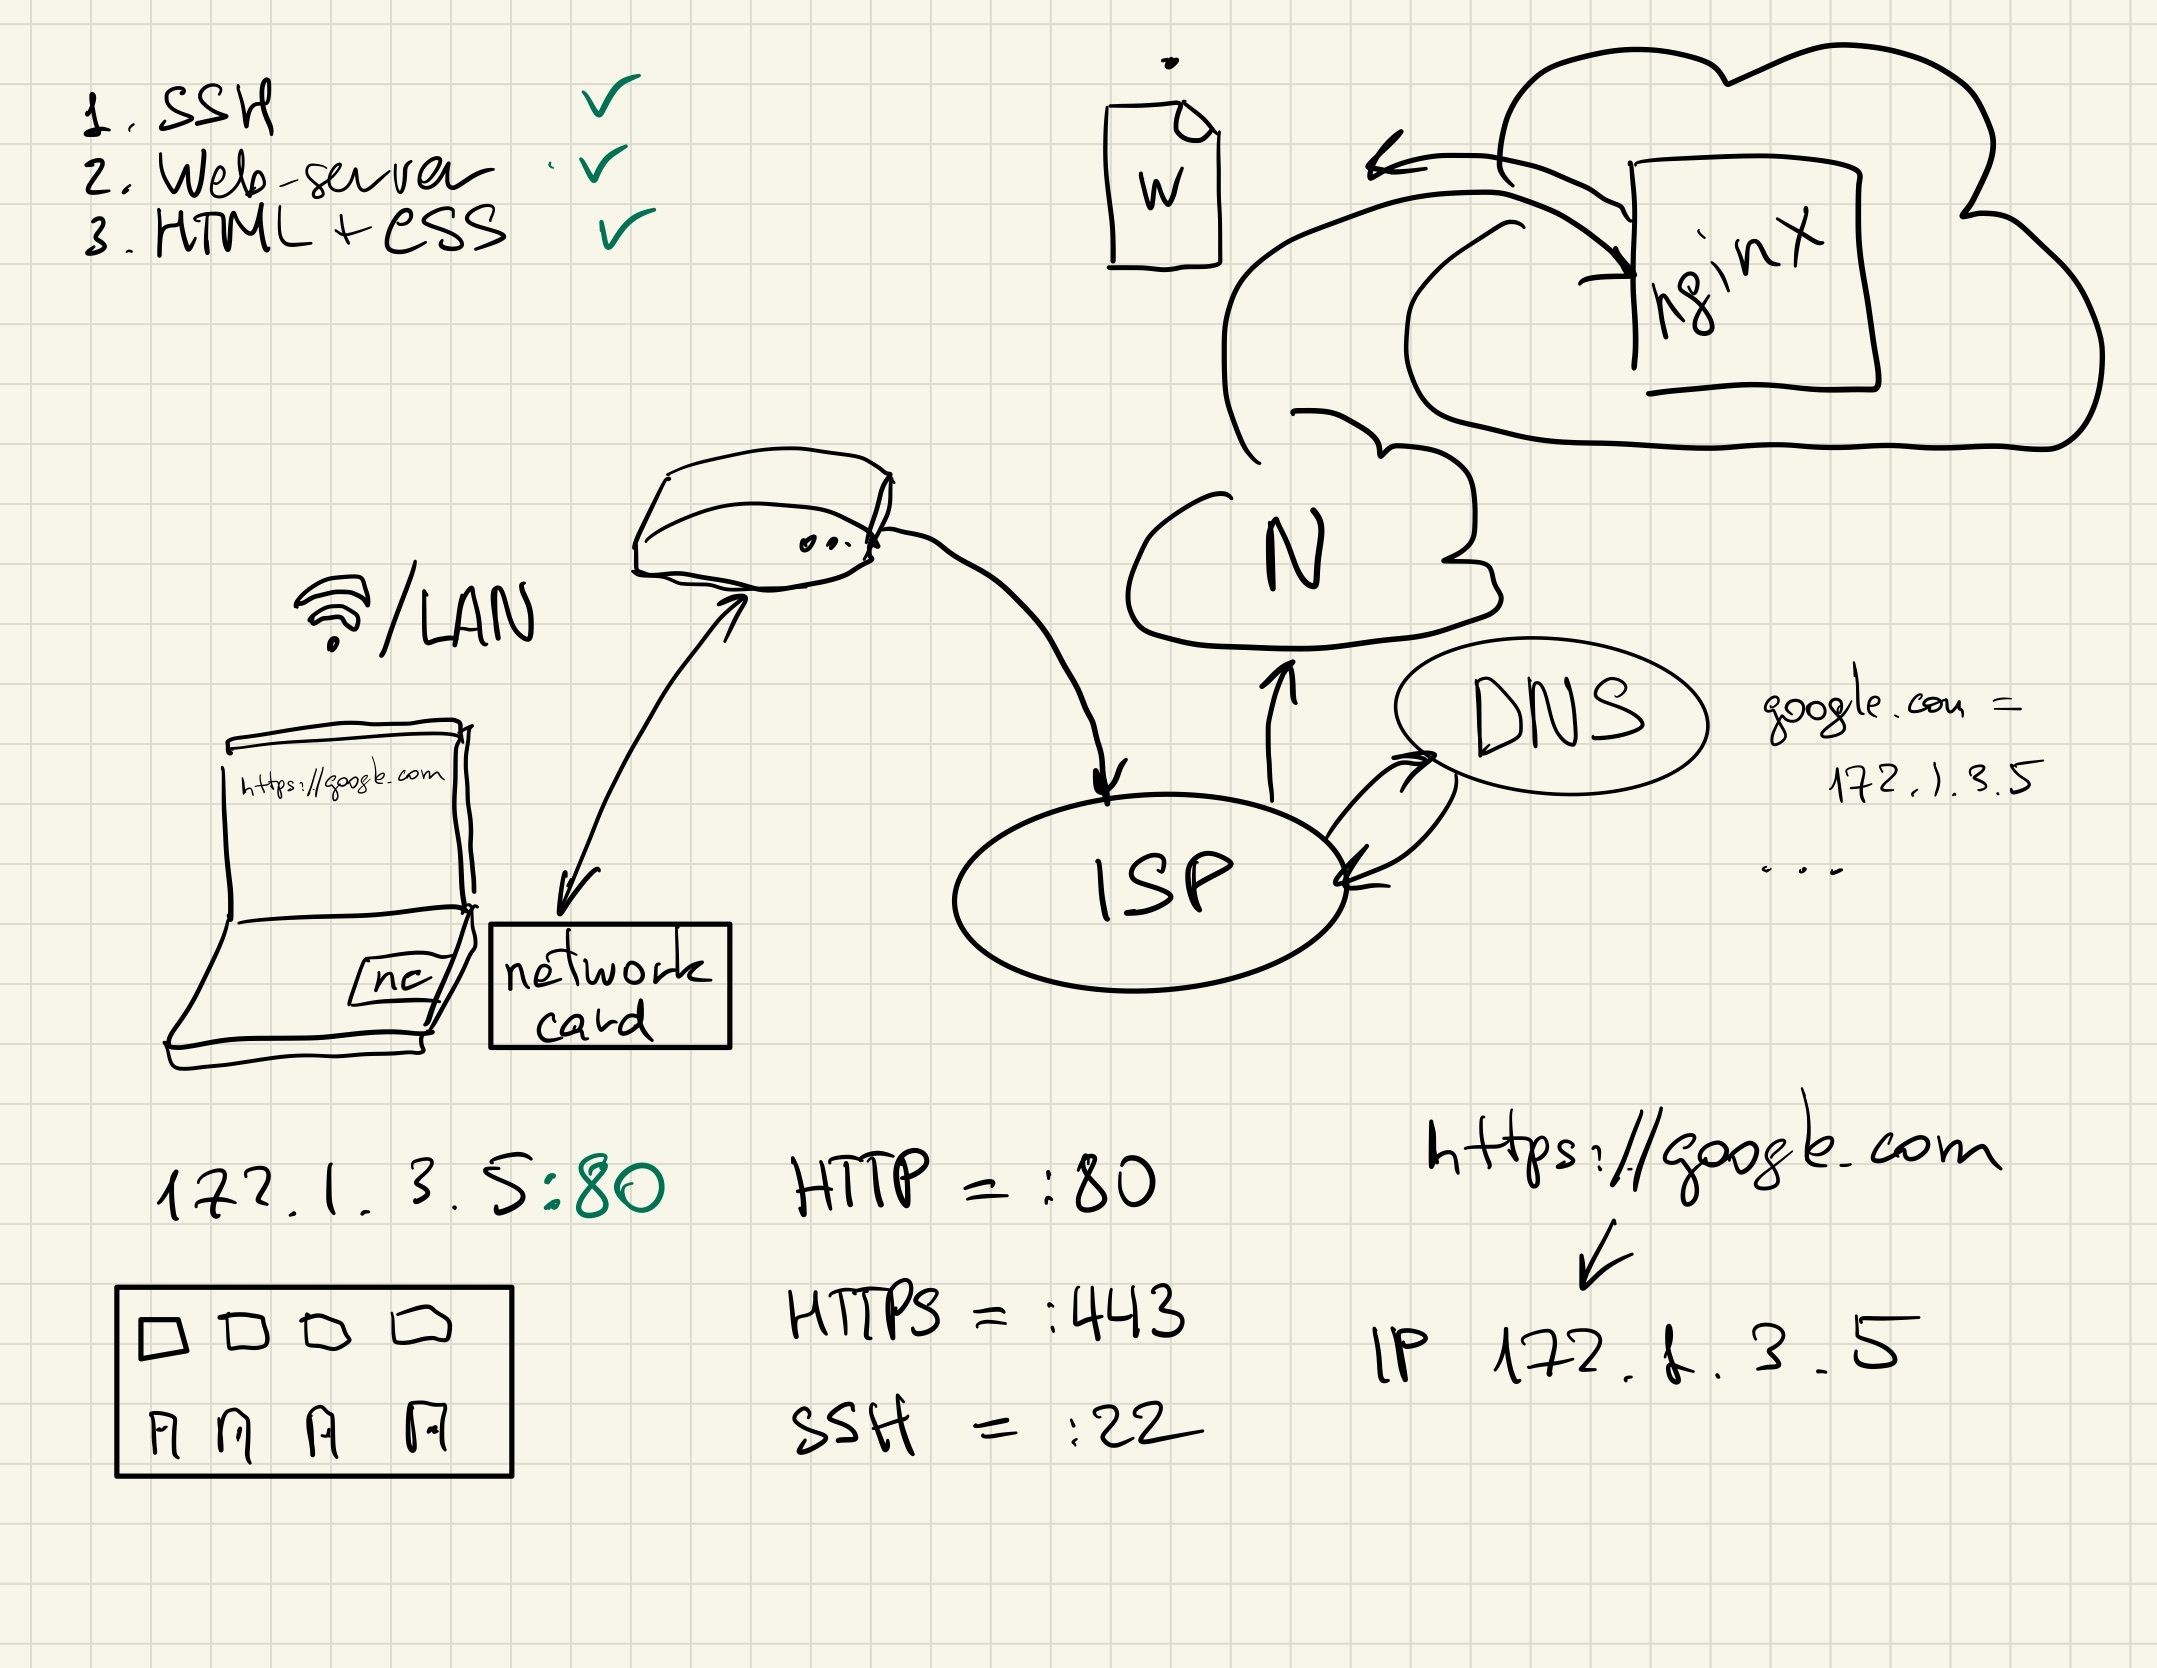 1. SSH
2. Web-server
3. HTML + CSS
W
nginx
N
/LAN
DNS
google.com =
172.1.3.5
....
https://google.com
ISP
nc
network
card
172.1.3.5:80
HTTP = :80
HTTPS = :443
SSH = :22
https://google.com
IP 172.1.3.5